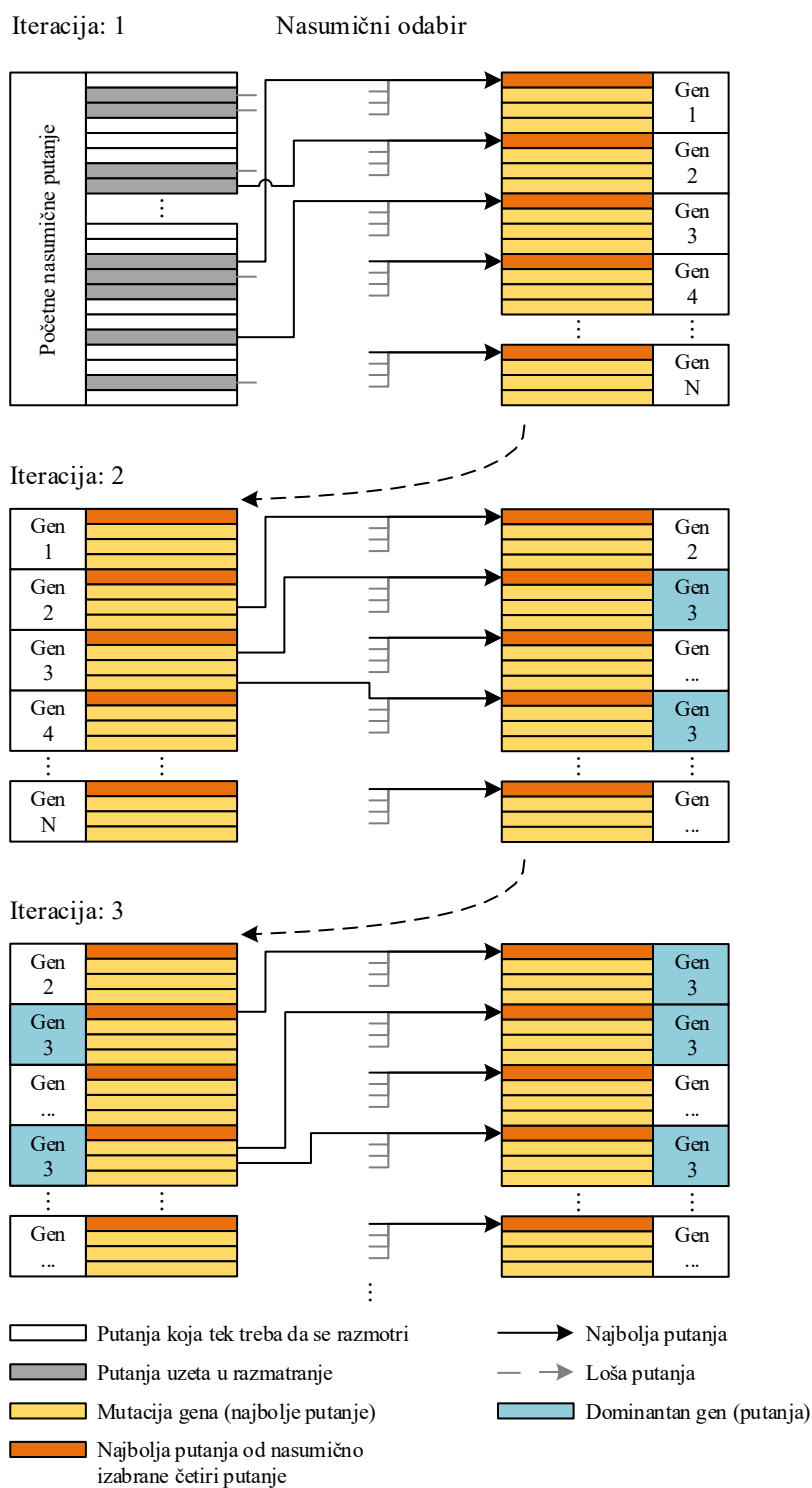 Iteracija: 1
Nasumični odabir
Početne nasumične putanje
⋮
Gen
1
Gen
2
Gen
3
Gen
4
⋮
⋮
Gen
N
Iteracija: 2
Gen
1
Gen
2
Gen
3
Gen
4
⋮
⋮
Gen
N
Gen
2
Gen
3
Gen
...
Gen
3
⋮
⋮
Gen
...
Iteracija: 3
Gen
2
Gen
3
Gen
...
Gen
3
⋮
⋮
Gen
...
Gen
3
Gen
3
Gen
...
Gen
3
⋮
⋮
Gen
...
⋮
Putanja koja tek treba da se razmotri
Putanja uzeta u razmatranje
Mutacija gena (najbolje putanje)
Najbolja putanja od nasumično
izabrane četiri putanje
Najbolja putanja
Loša putanja
Dominantan gen (putanja)